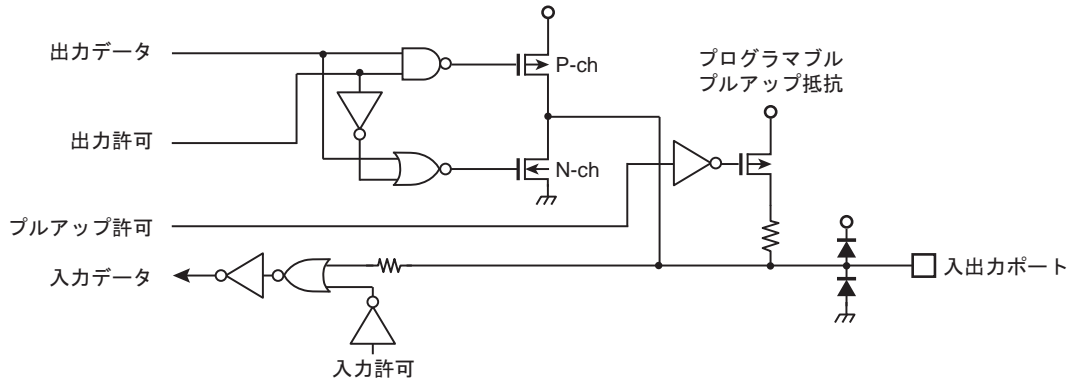 出力データ
P-ch
プログラマブル
プルアップ抵抗
出力許可
N-ch
プルアップ許可
入力データ
入出力ポート
入力許可